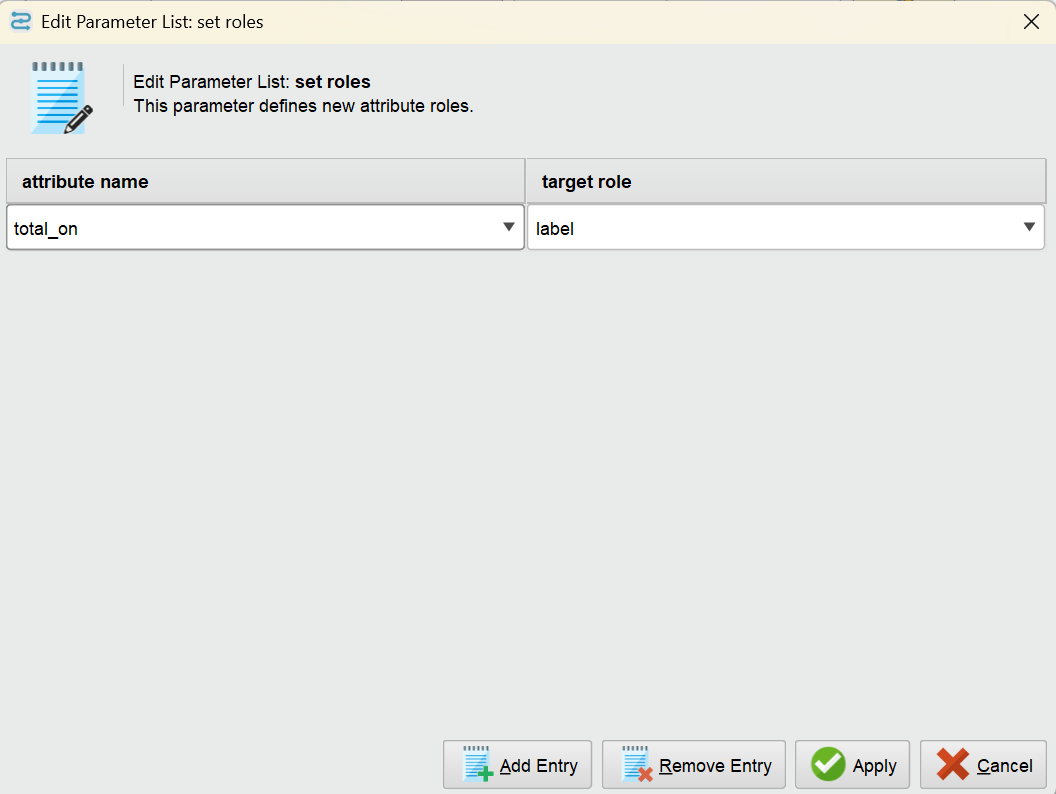 Edit Parameter List: set roles
Edit Parameter List: set roles
This parameter defines new attribute roles.
attribute name target role
total_on label
Add Entry Remove Entry Apply Cancel